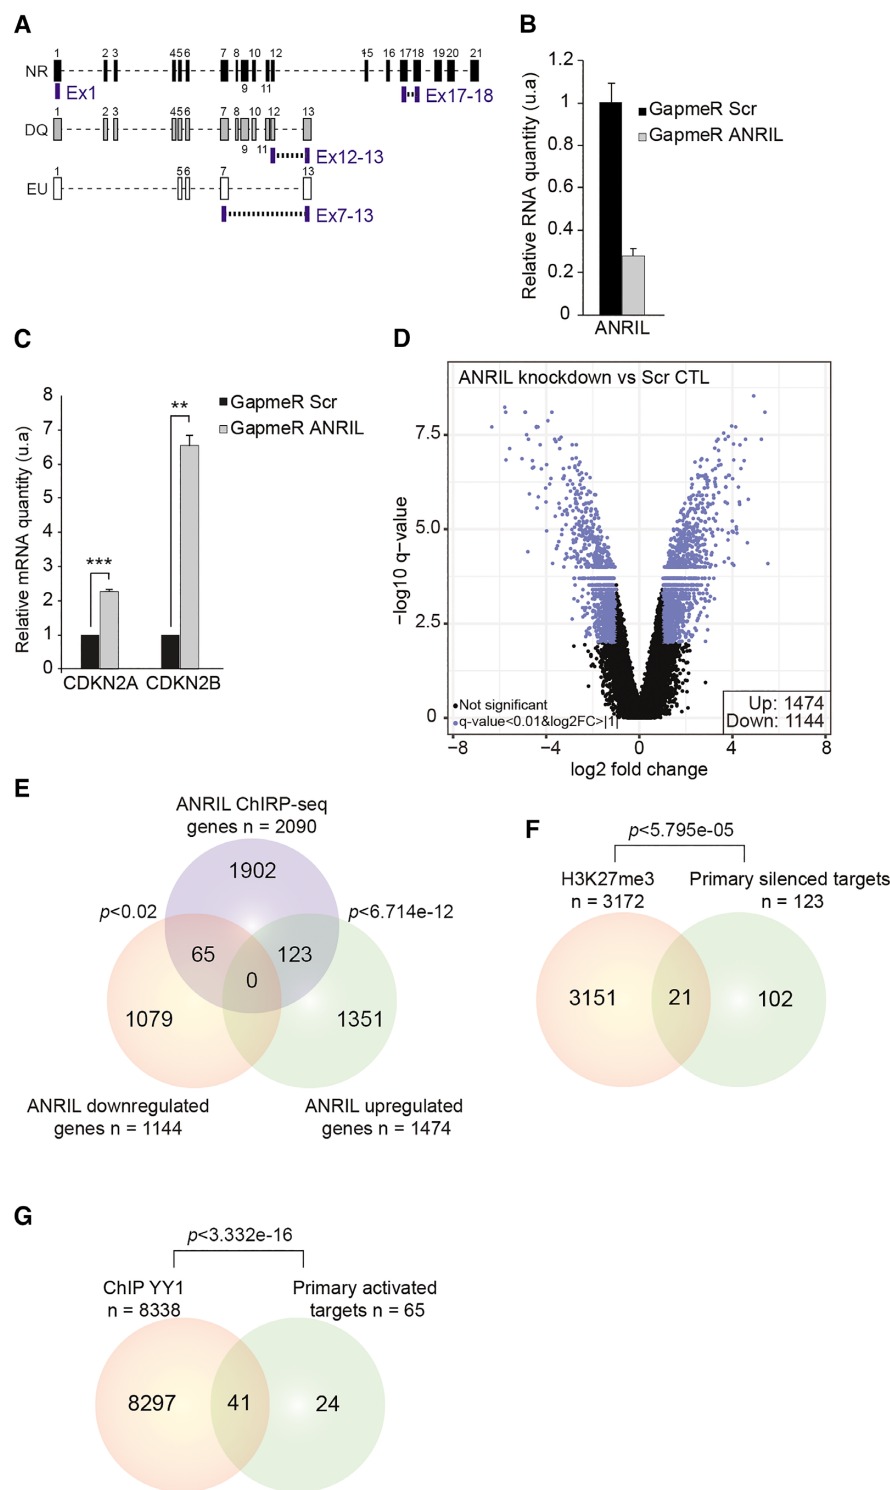 A
1 2 3 456 7 8 10 12 15 16 1718 19 20 21
NR
9 11
Ex1
Ex17-18
1 2 3 456 7 8 10 12 13
DQ
9 11
Ex12-13
1 56 7 13
EU
Ex7-13
B
Relative RNA quantity (u.a)
1.2
1
0.8
0.6
0.4
0.2
0
GapmeR Scr
GapmeR ANRIL
ANRIL
C
Relative mRNA quantity (u.a)
8
7
6
5
4
3
2
1
0
**
***
GapmeR Scr
GapmeR ANRIL
CDKN2A CDKN2B
D
ANRIL knockdown vs Scr CTL
−log10 q−value
7.5
5.0
2.5
0
Not significant
q-value<0.01&log2FC>|1|
Up: 1474
Down: 1144
−8 −4 0 4 8
log2 fold change
E
ANRIL ChIRP-seq
genes n = 2090
1902
p<0.02
p<6.714e-12
65
123
0
1079
1351
ANRIL downregulated
genes n = 1144
ANRIL upregulated
genes n = 1474
F
p<5.795e-05
H3K27me3
n = 3172
Primary silenced targets
n = 123
3151
21
102
G
p<3.332e-16
ChIP YY1
n = 8338
Primary activated
targets n = 65
8297
41
24